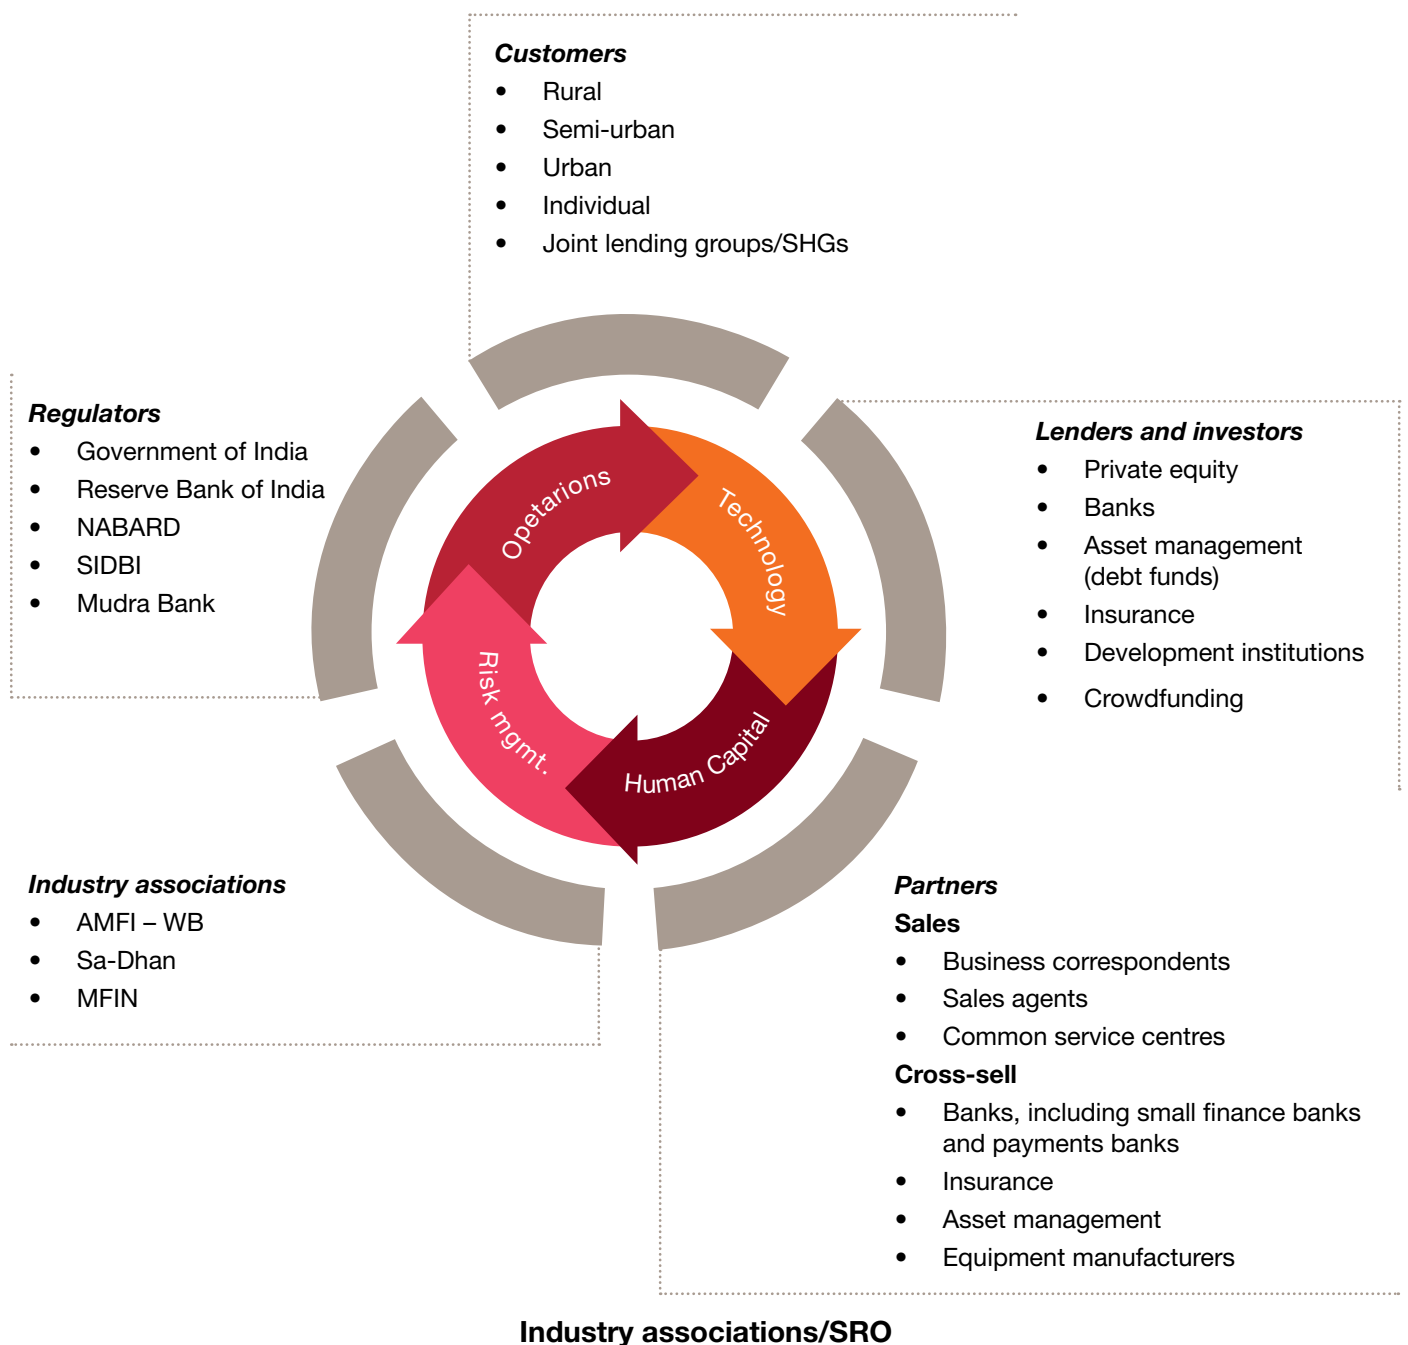 Customers
• Rural
• Semi-urban
• Urban
• Individual
• Joint lending groups/SHGs
Regulators
• Government of India
• Reserve Bank of India
• NABARD
• SIDBI
• Mudra Bank
Lenders and investors
• Private equity
• Banks
• Asset management
(debt funds)
• Insurance
• Development institutions
• Crowdfunding
Opetarions
Technology
Human Capital
Risk mgmt.
Industry associations
• AMFI – WB
• Sa-Dhan
• MFIN
Partners
Sales
• Business correspondents
• Sales agents
• Common service centres
Cross-sell
• Banks, including small finance banks
and payments banks
• Insurance
• Asset management
• Equipment manufacturers
Industry associations/SRO